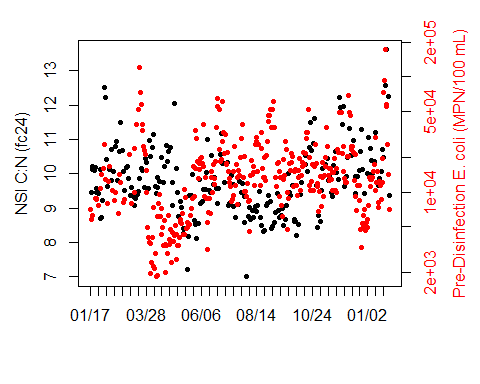 NSI C:N (fc24)
13
12
11
10
9
8
7
2e+05
5e+04
1e+04
2e+03
Pre-Disinfection E. coli (MPN/100 mL)
01/17 03/28 06/06 08/14 10/24 01/02